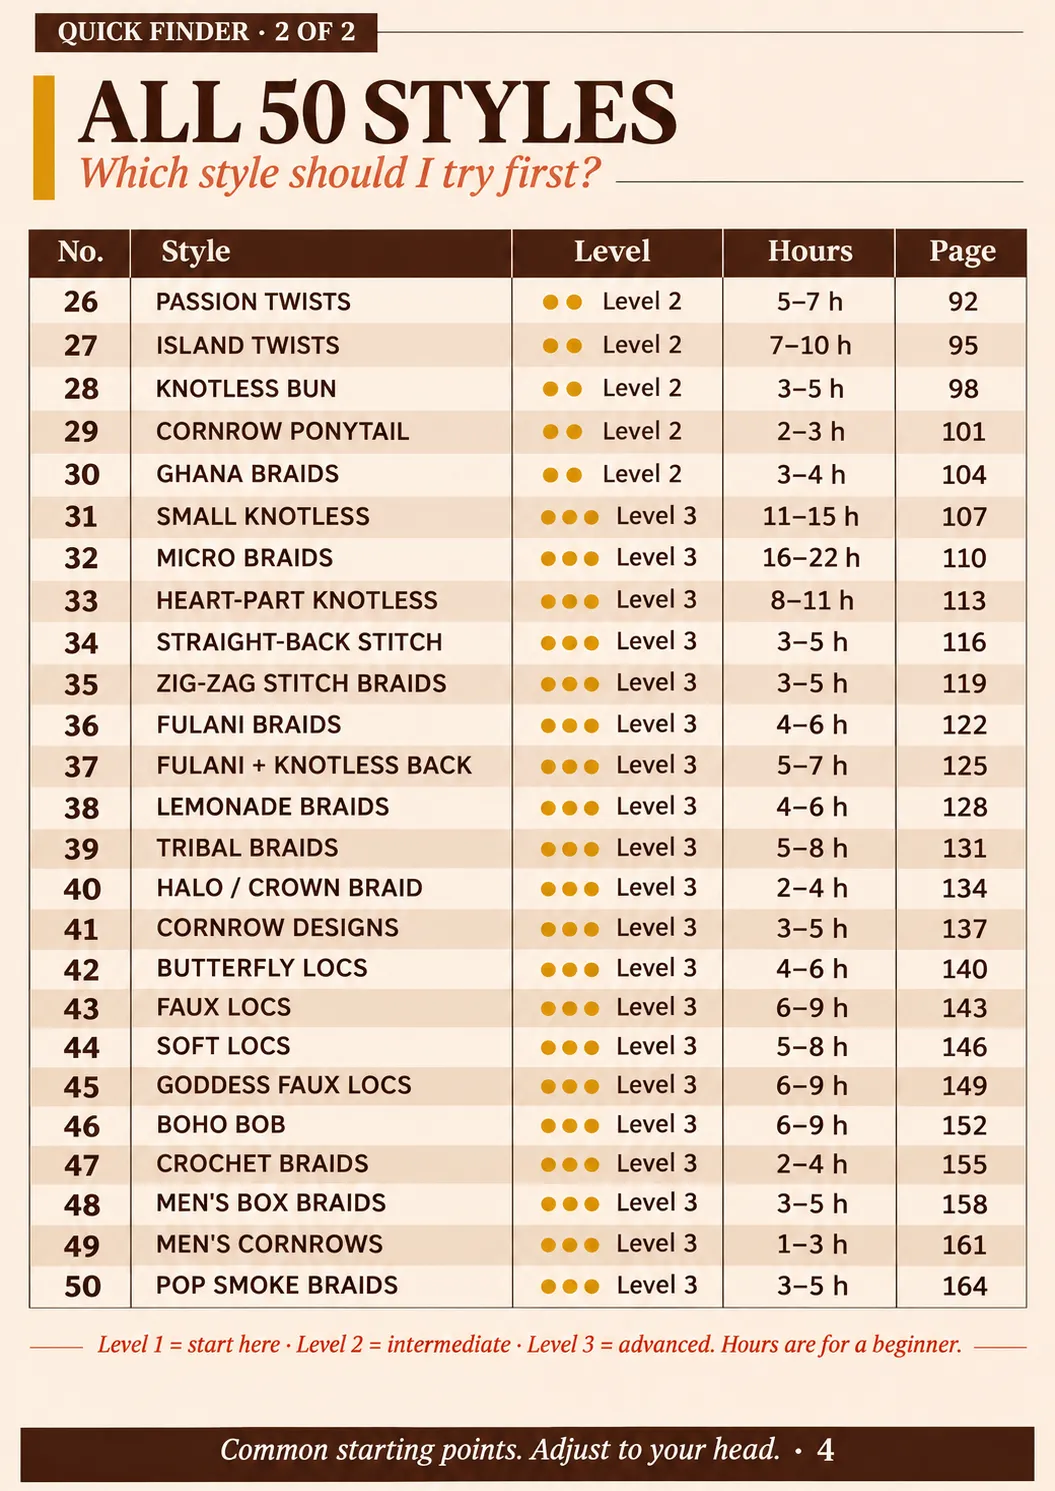 QUICK FINDER · 2 OF 2
ALL 50 STYLES
Which style should I try first?
No. Style Level Hours Page
26 PASSION TWISTS Level 2 5–7 h 92
27 ISLAND TWISTS Level 2 7–10 h 95
28 KNOTLESS BUN Level 2 3–5 h 98
29 CORNROW PONYTAIL Level 2 2–3 h 101
30 GHANA BRAIDS Level 2 3–4 h 104
31 SMALL KNOTLESS Level 3 11–15 h 107
32 MICRO BRAIDS Level 3 16–22 h 110
33 HEART-PART KNOTLESS Level 3 8–11 h 113
34 STRAIGHT-BACK STITCH Level 3 3–5 h 116
35 ZIG-ZAG STITCH BRAIDS Level 3 3–5 h 119
36 FULANI BRAIDS Level 3 4–6 h 122
37 FULANI + KNOTLESS BACK Level 3 5–7 h 125
38 LEMONADE BRAIDS Level 3 4–6 h 128
39 TRIBAL BRAIDS Level 3 5–8 h 131
40 HALO / CROWN BRAID Level 3 2–4 h 134
41 CORNROW DESIGNS Level 3 3–5 h 137
42 BUTTERFLY LOCS Level 3 4–6 h 140
43 FAUX LOCS Level 3 6–9 h 143
44 SOFT LOCS Level 3 5–8 h 146
45 GODDESS FAUX LOCS Level 3 6–9 h 149
46 BOHO BOB Level 3 6–9 h 152
47 CROCHET BRAIDS Level 3 2–4 h 155
48 MEN'S BOX BRAIDS Level 3 3–5 h 158
49 MEN'S CORNROWS Level 3 1–3 h 161
50 POP SMOKE BRAIDS Level 3 3–5 h 164
Level 1 = start here · Level 2 = intermediate · Level 3 = advanced. Hours are for a beginner.
Common starting points. Adjust to your head. · 4